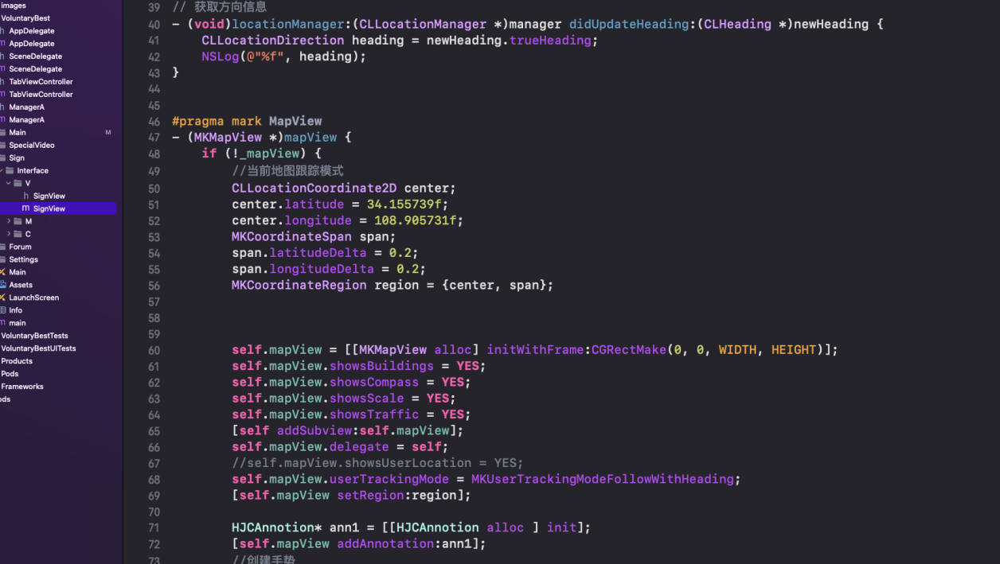 images
VoluntaryBest
h AppDelegate
m AppDelegate
h SceneDelegate
m SceneDelegate
h TabViewController
m TabViewController
h ManagerA
m ManagerA
Main M
SpecialVideo
Sign
Interface
V
h SignView
m SignView
M
C
Forum
Settings
Main
Assets
LaunchScreen
Info
m main
VoluntaryBestTests
VoluntaryBestUITests
Products
Pods
Frameworks
ods
39 // 获取方向信息
40 - (void)locationManager:(CLLocationManager *)manager didUpdateHeading:(CLHeading *)newHeading {
41 CLLocationDirection heading = newHeading.trueHeading;
42 NSLog(@"%f", heading);
43 }
44
45
46 #pragma mark MapView
47 - (MKMapView *)mapView {
48 if (!_mapView) {
49 //当前地图跟踪模式
50 CLLocationCoordinate2D center;
51 center.latitude = 34.155739f;
52 center.longitude = 108.905731f;
53 MKCoordinateSpan span;
54 span.latitudeDelta = 0.2;
55 span.longitudeDelta = 0.2;
56 MKCoordinateRegion region = {center, span};
57
58
59
60 self.mapView = [[MKMapView alloc] initWithFrame:CGRectMake(0, 0, WIDTH, HEIGHT)];
61 self.mapView.showsBuildings = YES;
62 self.mapView.showsCompass = YES;
63 self.mapView.showsScale = YES;
64 self.mapView.showsTraffic = YES;
65 [self addSubview:self.mapView];
66 self.mapView.delegate = self;
67 //self.mapView.showsUserLocation = YES;
68 self.mapView.userTrackingMode = MKUserTrackingModeFollowWithHeading;
69 [self.mapView setRegion:region];
70
71 HJCAnnotion* ann1 = [[HJCAnnotion alloc ] init];
72 [self.mapView addAnnotation:ann1];
73 //创建手势